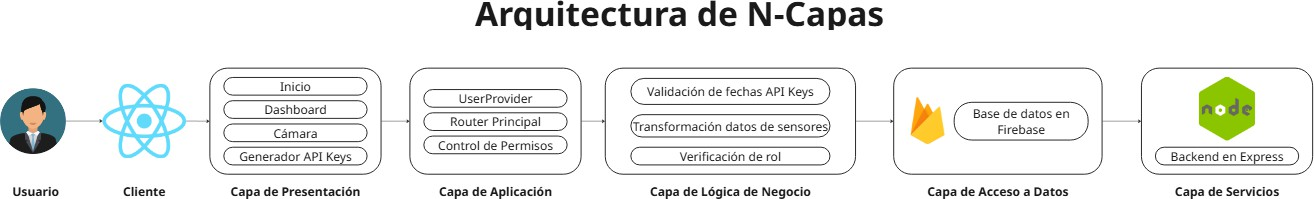 Arquitectura de N-Capas
Inicio
Dashboard
Cámara
Generador API Keys
UserProvider
Router Principal
Control de Permisos
Validación de fechas API Keys
Transformación datos de sensores
Verificación de rol
Base de datos en
Firebase
node
Backend en Express
Usuario
Cliente
Capa de Presentación
Capa de Aplicación
Capa de Lógica de Negocio
Capa de Acceso a Datos
Capa de Servicios